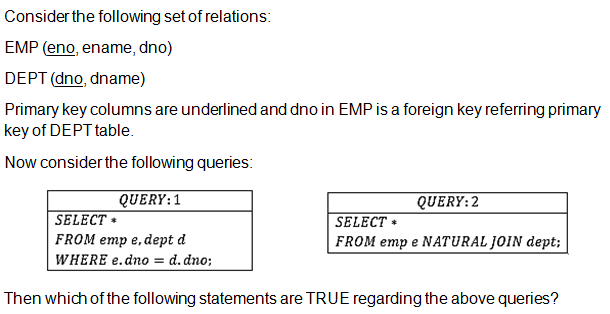 Consider the following set of relations:
EMP (eno, ename, dno)
DEPT (dno, dname)
Primary key columns are underlined and dno in EMP is a foreign key referring primary
key of DEPT table.
Now consider the following queries:
QUERY: 1
SELECT *
FROM emp e, dept d
WHERE e.dno = d.dno;
QUERY: 2
SELECT *
FROM emp e NATURAL JOIN dept;
Then which of the following statements are TRUE regarding the above queries?